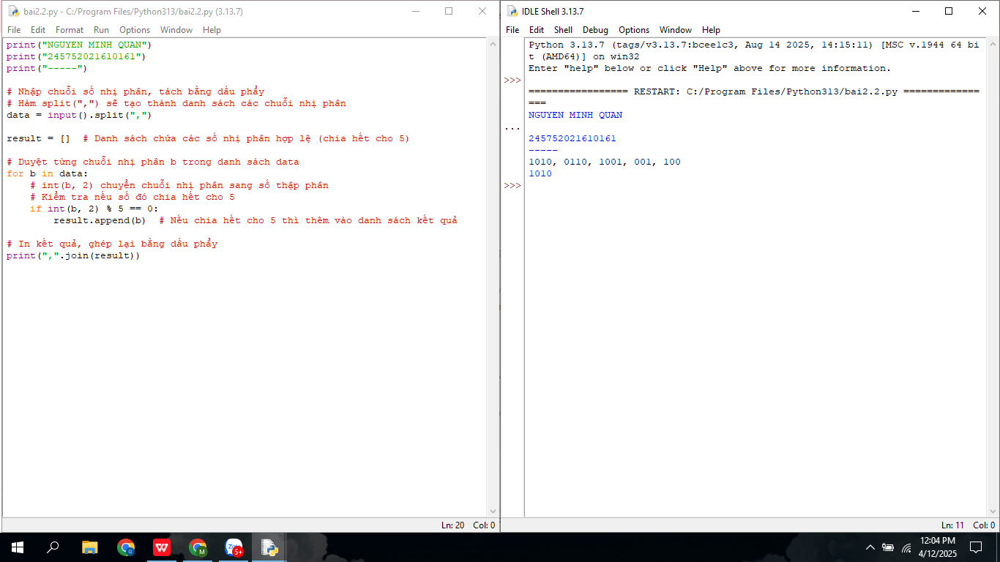 bai2.2.py - C:/Program Files/Python313/bai2.2.py (3.13.7)
File Edit Format Run Options Window Help
print("NGUYEN MINH QUAN")
print("245752021610161")
print("-----")
# Nhập chuỗi số nhị phân, tách bằng dấu phẩy
# Hàm split(",") sẽ tạo thành danh sách các chuỗi nhị phân
data = input().split(",")
result = []  # Danh sách chứa các số nhị phân hợp lệ (chia hết cho 5)
# Duyệt từng chuỗi nhị phân b trong danh sách data
for b in data:
    # int(b, 2) chuyển chuỗi nhị phân sang số thập phân
    # Kiểm tra nếu số đó chia hết cho 5
    if int(b, 2) % 5 == 0:
        result.append(b)  # Nếu chia hết cho 5 thì thêm vào danh sách kết quả
# In kết quả, ghép lại bằng dấu phẩy
print(",".join(result))
Ln: 20 Col: 0
IDLE Shell 3.13.7
File Edit Shell Debug Options Window Help
Python 3.13.7 (tags/v3.13.7:bcee1c3, Aug 14 2025, 14:15:11) [MSC v.1944 64 bi
t (AMD64)] on win32
Enter "help" below or click "Help" above for more information.
>>>
================= RESTART: C:/Program Files/Python313/bai2.2.py =============
===
NGUYEN MINH QUAN
...
245752021610161
-----
1010, 0110, 1001, 001, 100
1010
>>>
Ln: 11 Col: 0
W
Q
M
Zalo
5+
12:04 PM
4/12/2025